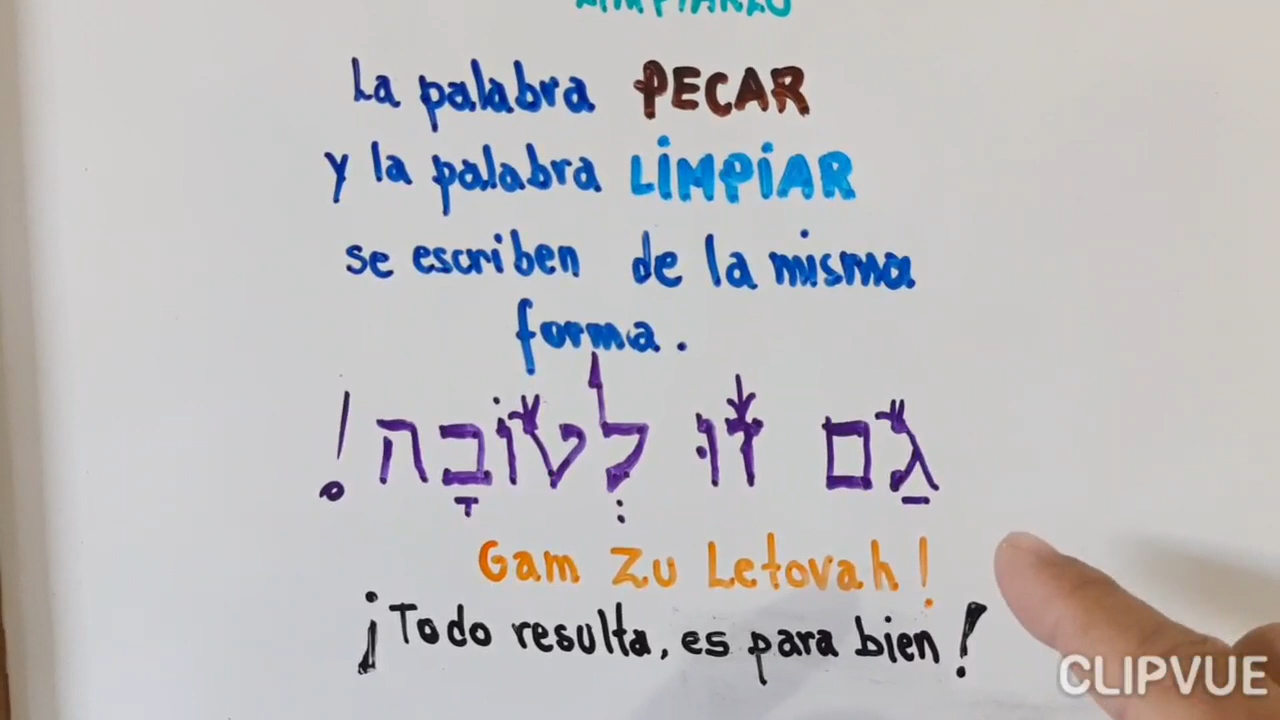 LIMPIARLO
La palabra PECAR
y la palabra LIMPIAR
se escriben de la misma
forma.
גַּם זוּ לְטוֹבָה!
Gam Zu Letovah!
¡Todo resulta, es para bien!
CLIPVUE